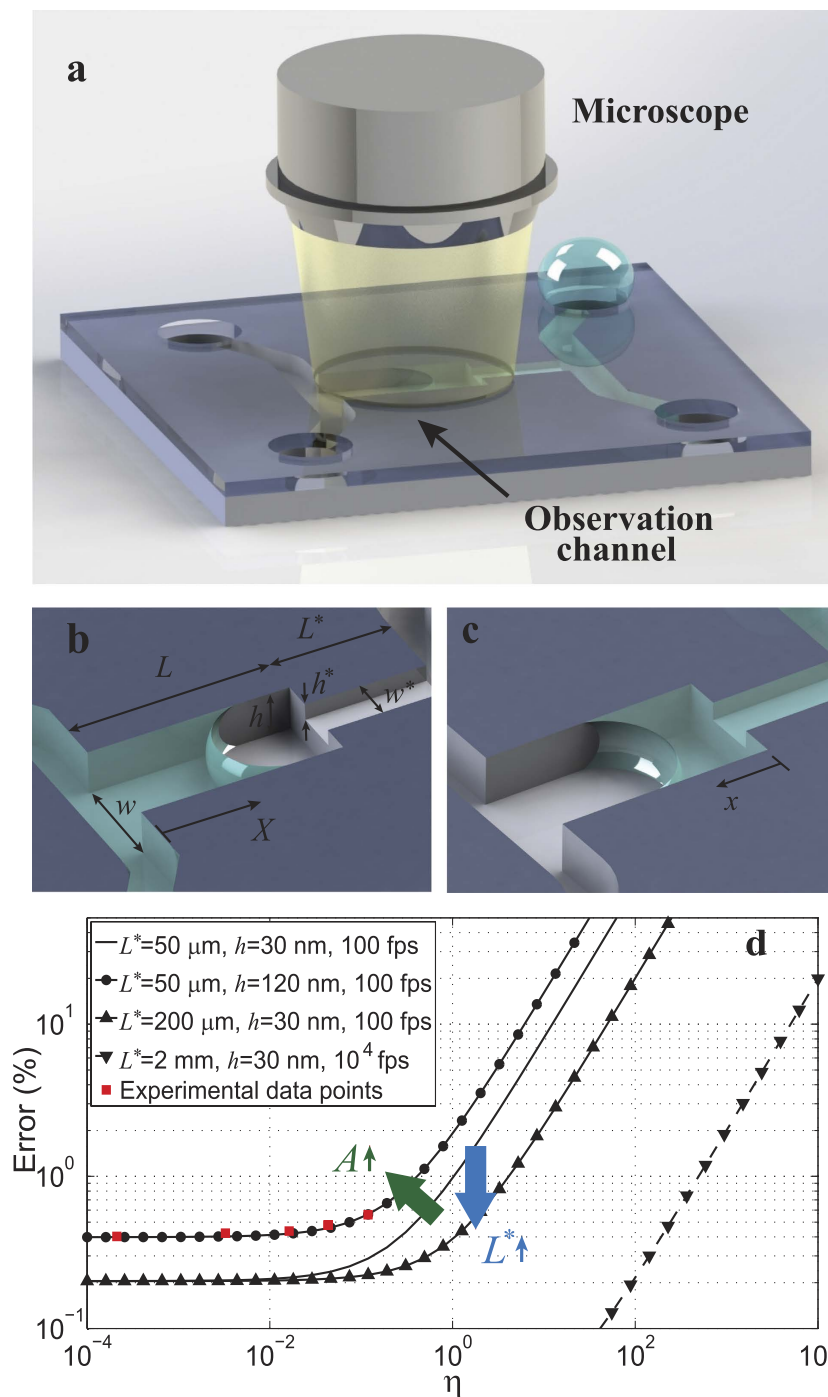 a
Microscope
Observation
channel
b
L
L*
h*
w*
h
w
X
c
x
d
L*=50 μm, h=30 nm, 100 fps
L*=50 μm, h=120 nm, 100 fps
L*=200 μm, h=30 nm, 100 fps
L*=2 mm, h=30 nm, 10⁴ fps
Experimental data points
A
L*
Error (%)
10¹
10⁰
10⁻¹
10⁻⁴
10⁻²
10⁰
10²
10
η